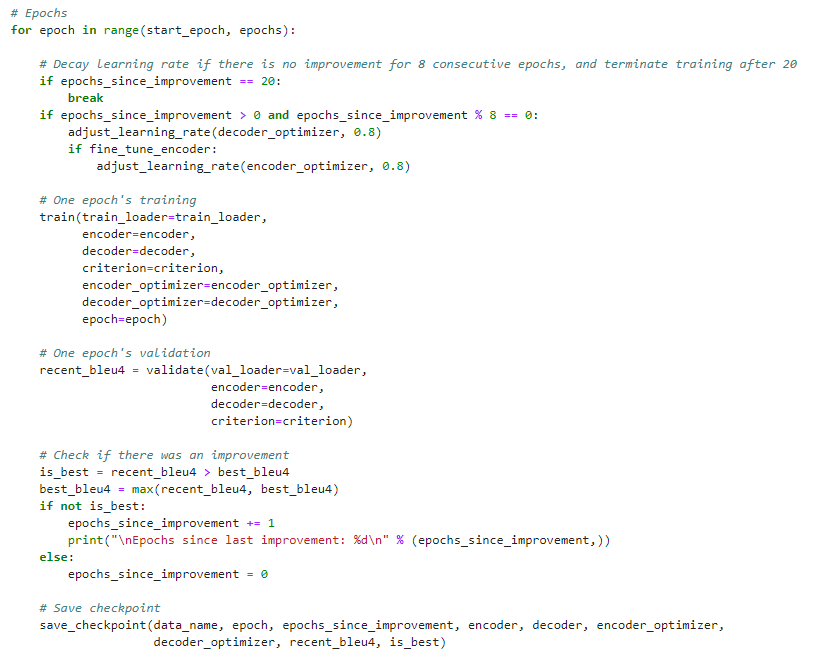 # Epochs
for epoch in range(start_epoch, epochs):

    # Decay learning rate if there is no improvement for 8 consecutive epochs, and terminate training after 20
    if epochs_since_improvement == 20:
        break
    if epochs_since_improvement > 0 and epochs_since_improvement % 8 == 0:
        adjust_learning_rate(decoder_optimizer, 0.8)
        if fine_tune_encoder:
            adjust_learning_rate(encoder_optimizer, 0.8)

    # One epoch's training
    train(train_loader=train_loader,
          encoder=encoder,
          decoder=decoder,
          criterion=criterion,
          encoder_optimizer=encoder_optimizer,
          decoder_optimizer=decoder_optimizer,
          epoch=epoch)

    # One epoch's validation
    recent_bleu4 = validate(val_loader=val_loader,
                            encoder=encoder,
                            decoder=decoder,
                            criterion=criterion)

    # Check if there was an improvement
    is_best = recent_bleu4 > best_bleu4
    best_bleu4 = max(recent_bleu4, best_bleu4)
    if not is_best:
        epochs_since_improvement += 1
        print("\nEpochs since last improvement: %d\n" % (epochs_since_improvement,))
    else:
        epochs_since_improvement = 0

    # Save checkpoint
    save_checkpoint(data_name, epoch, epochs_since_improvement, encoder, decoder, encoder_optimizer,
                    decoder_optimizer, recent_bleu4, is_best)